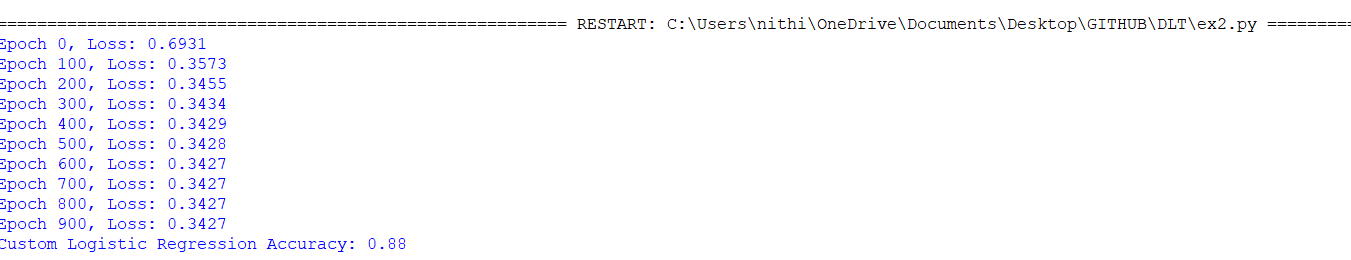 =========================================================== RESTART: C:\Users\nithi\OneDrive\Documents\Desktop\GITHUB\DLT\ex2.py =========
Epoch 0, Loss: 0.6931
Epoch 100, Loss: 0.3573
Epoch 200, Loss: 0.3455
Epoch 300, Loss: 0.3434
Epoch 400, Loss: 0.3429
Epoch 500, Loss: 0.3428
Epoch 600, Loss: 0.3427
Epoch 700, Loss: 0.3427
Epoch 800, Loss: 0.3427
Epoch 900, Loss: 0.3427
Custom Logistic Regression Accuracy: 0.88